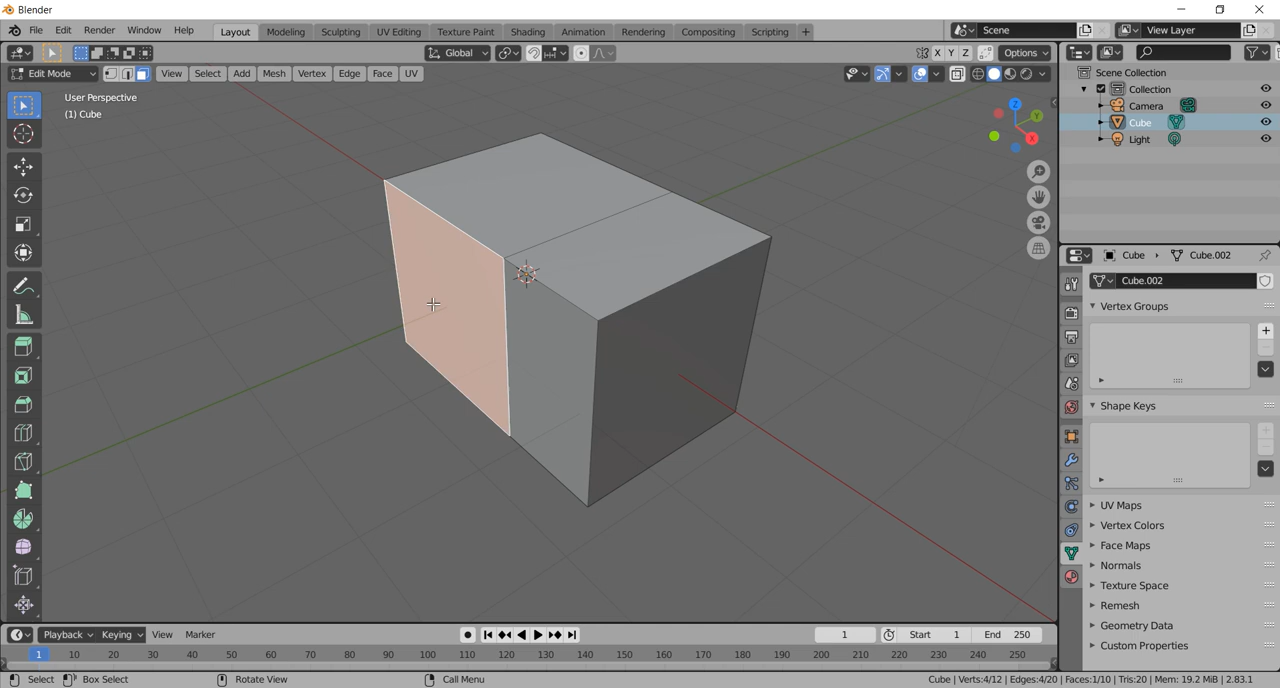 Blender
File Edit Render Window Help Layout Modeling Sculpting UV Editing Texture Paint Shading Animation Rendering Compositing Scripting + Scene View Layer
Global X Y Z Options
Edit Mode View Select Add Mesh Vertex Edge Face UV
User Perspective
(1) Cube
Z
Y
X
Scene Collection
Collection
Camera
Cube
Light
Cube Cube.002
Cube.002
Vertex Groups
Shape Keys
UV Maps
Vertex Colors
Face Maps
Normals
Texture Space
Remesh
Geometry Data
Custom Properties
Playback Keying View Marker 1 Start 1 End 250
1 10 20 30 40 50 60 70 80 90 100 110 120 130 140 150 160 170 180 190 200 210 220 230 240 250
Select Box Select Rotate View Call Menu Cube | Verts:4/12 | Edges:4/20 | Faces:1/10 | Tris:20 | Mem: 19.2 MiB | 2.83.1